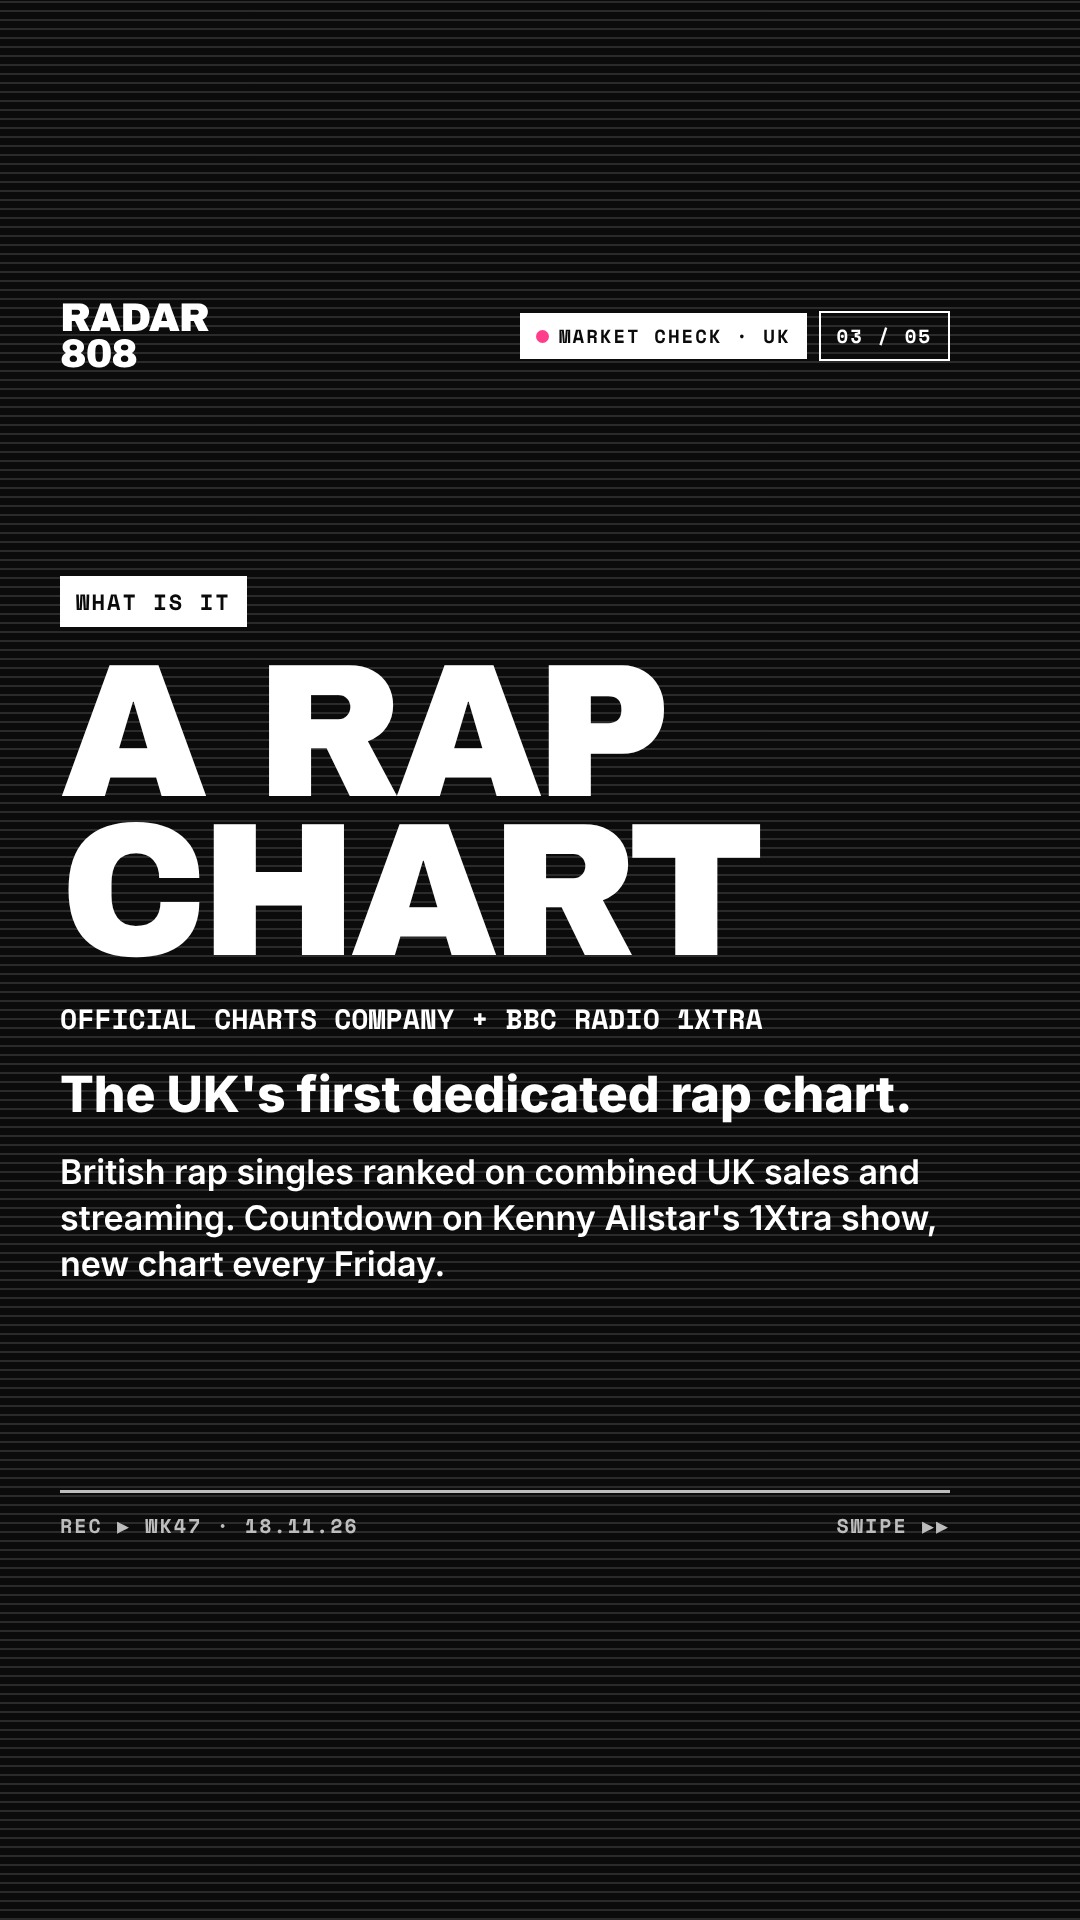 RADAR
808
MARKET CHECK · UK
03 / 05
WHAT IS IT
A RAP
CHART
OFFICIAL CHARTS COMPANY + BBC RADIO 1XTRA
The UK's first dedicated rap chart.
British rap singles ranked on combined UK sales and
streaming. Countdown on Kenny Allstar's 1Xtra show,
new chart every Friday.
REC ▶ WK47 · 18.11.26
SWIPE ▶▶